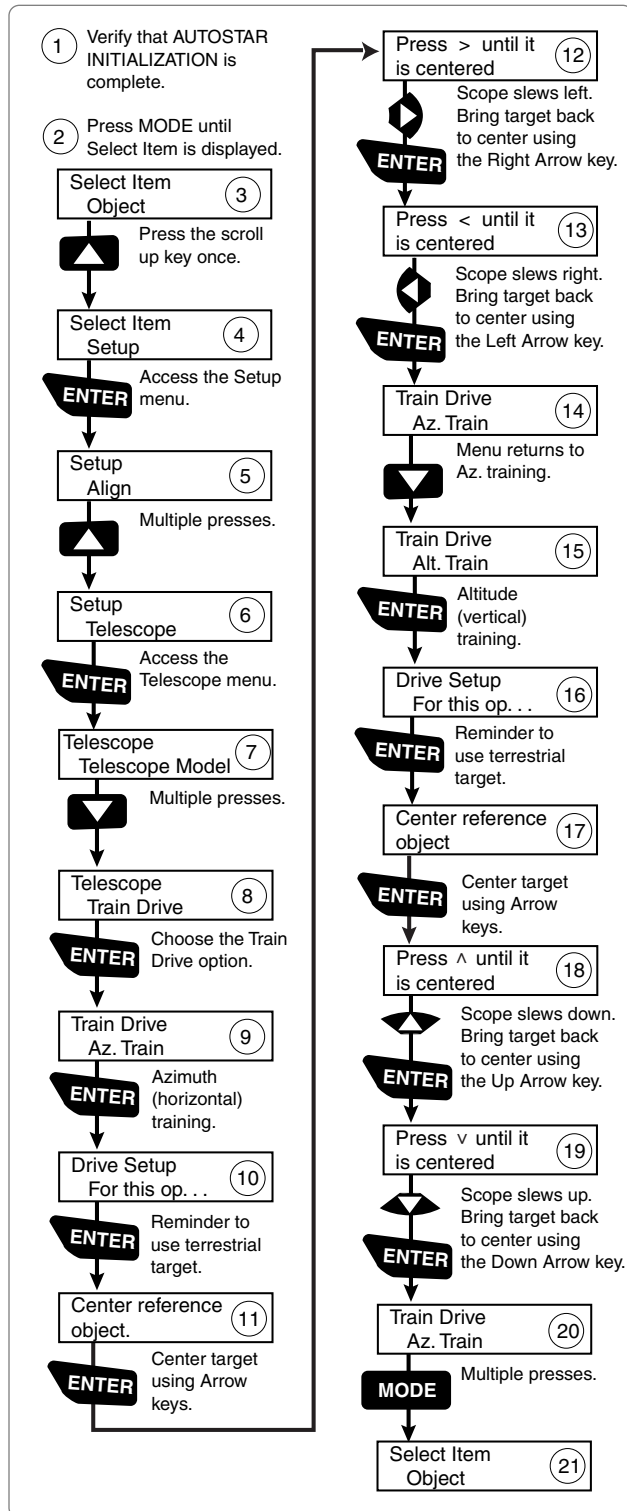 1 Verify that AUTOSTAR
INITIALIZATION is
complete.
2 Press MODE until
Select Item is displayed.
Select Item
Object 3
Press the scroll
up key once.
Select Item
Setup 4
ENTER
Access the Setup
menu.
Setup
Align 5
Multiple presses.
Setup
Telescope 6
ENTER
Access the
Telescope menu.
Telescope
Telescope Model 7
Multiple presses.
Telescope
Train Drive 8
ENTER
Choose the Train
Drive option.
Train Drive
Az. Train 9
ENTER
Azimuth
(horizontal)
training.
Drive Setup
For this op. . . 10
ENTER
Reminder to
use terrestrial
target.
Center reference
object. 11
ENTER
Center target
using Arrow
keys.
Press > until it
is centered 12
Scope slews left.
Bring target back
to center using
the Right Arrow key.
ENTER
Press < until it
is centered 13
Scope slews right.
Bring target back
to center using
the Left Arrow key.
ENTER
Train Drive
Az. Train 14
Menu returns to
Az. training.
Train Drive
Alt. Train 15
ENTER
Altitude
(vertical)
training.
Drive Setup
For this op. . . 16
ENTER
Reminder to
use terrestrial
target.
Center reference
object 17
ENTER
Center target
using Arrow
keys.
Press ^ until it
is centered 18
Scope slews down.
Bring target back
to center using
the Up Arrow key.
ENTER
Press v until it
is centered 19
Scope slews up.
Bring target back
to center using
the Down Arrow key.
ENTER
Train Drive
Az. Train 20
Multiple presses.
MODE
Select Item
Object 21